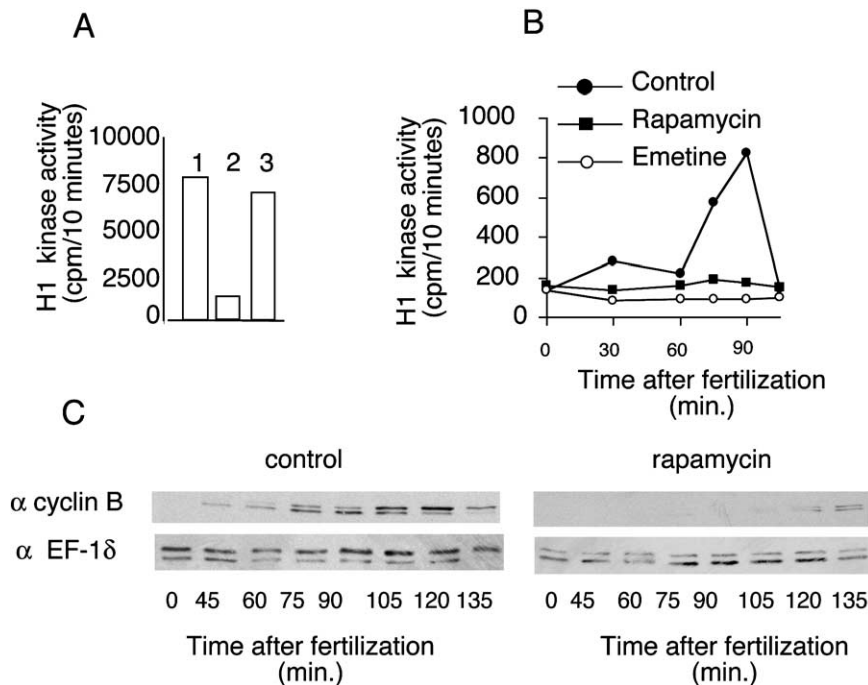 A
H1 kinase activity
(cpm/10 minutes)
10000
7500
5000
2500
0
1 2 3
B
Control
Rapamycin
Emetine
H1 kinase activity
(cpm/10 minutes)
1000
800
600
400
200
0
0 30 60 90
Time after fertilization
(min.)
C
control
rapamycin
α cyclin B
α EF-1δ
0 45 60 75 90 105 120 135
0 45 60 75 90 105 120 135
Time after fertilization
(min.)
Time after fertilization
(min.)